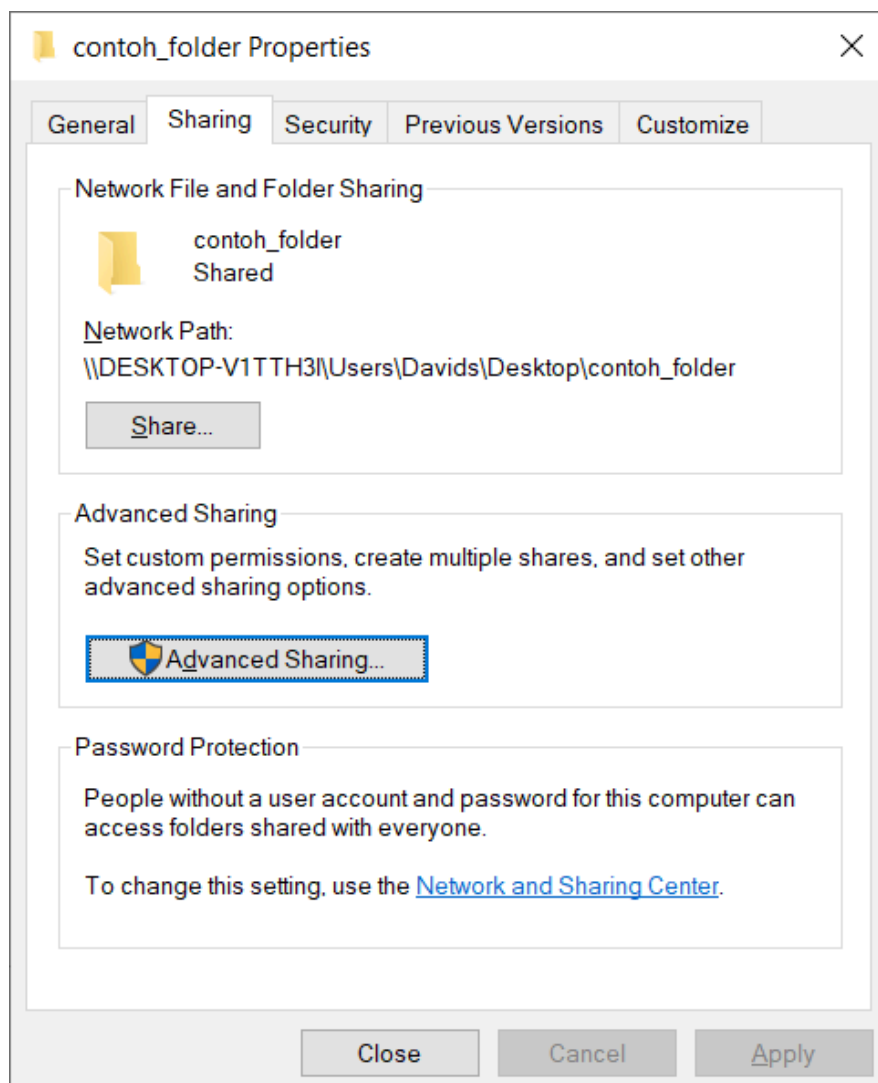 contoh_folder Properties
General
Sharing
Security
Previous Versions
Customize
Network File and Folder Sharing
contoh_folder
Shared
Network Path:
\\DESKTOP-V1TTH3I\Users\Davids\Desktop\contoh_folder
Share...
Advanced Sharing
Set custom permissions, create multiple shares, and set other
advanced sharing options.
Advanced Sharing...
Password Protection
People without a user account and password for this computer can
access folders shared with everyone.
To change this setting, use the Network and Sharing Center.
Close
Cancel
Apply